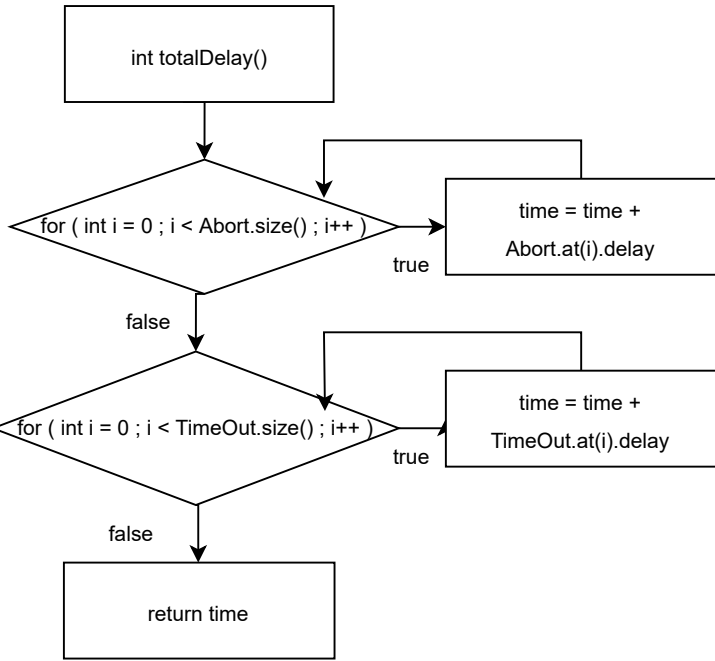 int totalDelay()
for ( int i = 0 ; i < Abort.size() ; i++ )
time = time +
Abort.at(i).delay
true
false
for ( int i = 0 ; i < TimeOut.size() ; i++ )
time = time +
TimeOut.at(i).delay
true
false
return time